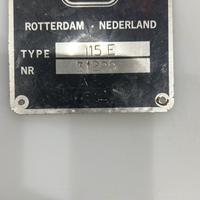 ROTTERDAM - NEDERLAND
TYPE 115 E
NR